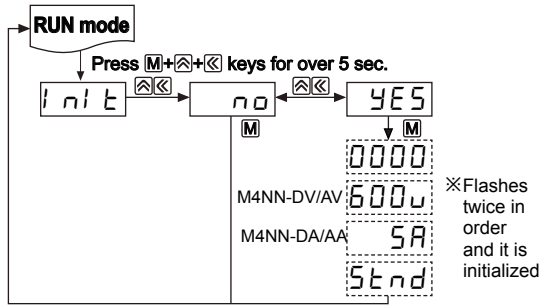 RUN mode
Press M+︽+《 keys for over 5 sec.
︽《
︽《
InIt
no
YES
M
M
0000
M4NN-DV/AV 600v
M4NN-DA/AA 5A
Stnd
※Flashes
twice in
order
and it is
initialized